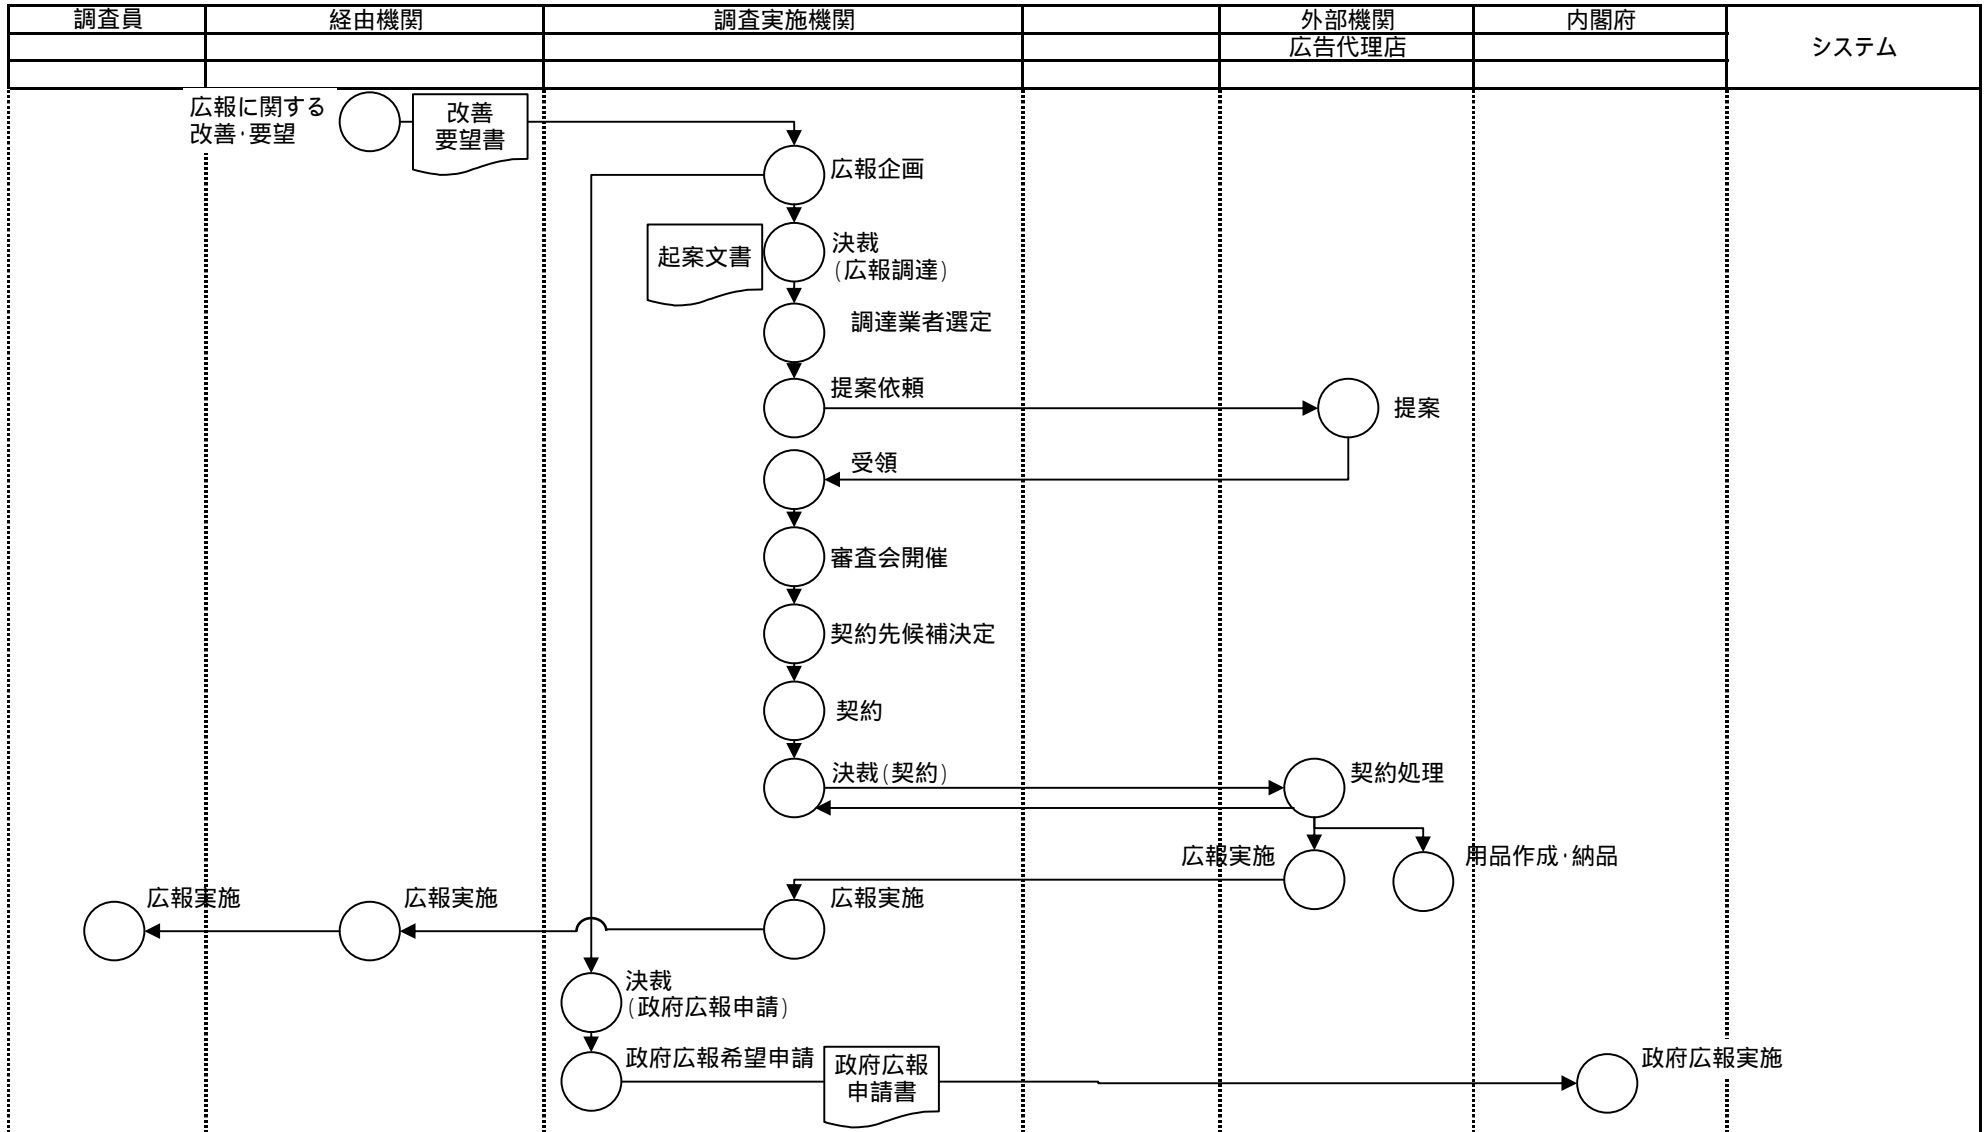 調査員
経由機関
調査実施機関
外部機関
内閣府
広告代理店
システム
広報に関する
改善・要望
改善
要望書
広報企画
起案文書
決裁
(広報調達)
調達業者選定
提案依頼
提案
受領
審査会開催
契約先候補決定
契約
決裁(契約)
契約処理
広報実施
用品作成・納品
広報実施
広報実施
広報実施
決裁
(政府広報申請)
政府広報希望申請
政府広報
申請書
政府広報実施